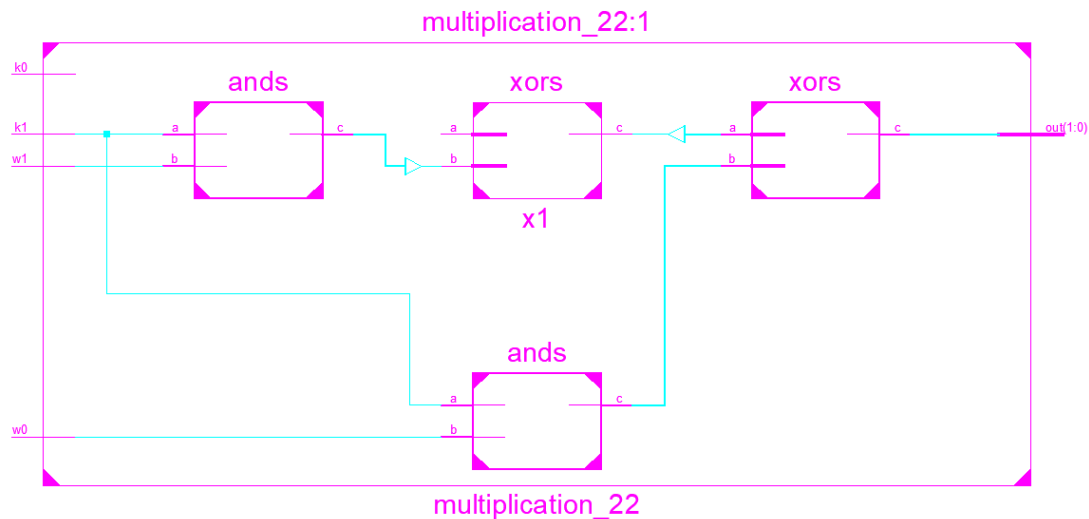 multiplication_22:1
k0
ands
xors
xors
k1
a
c
a
c
a
c
out(1:0)
w1
b
b
b
x1
ands
a
c
w0
b
multiplication_22